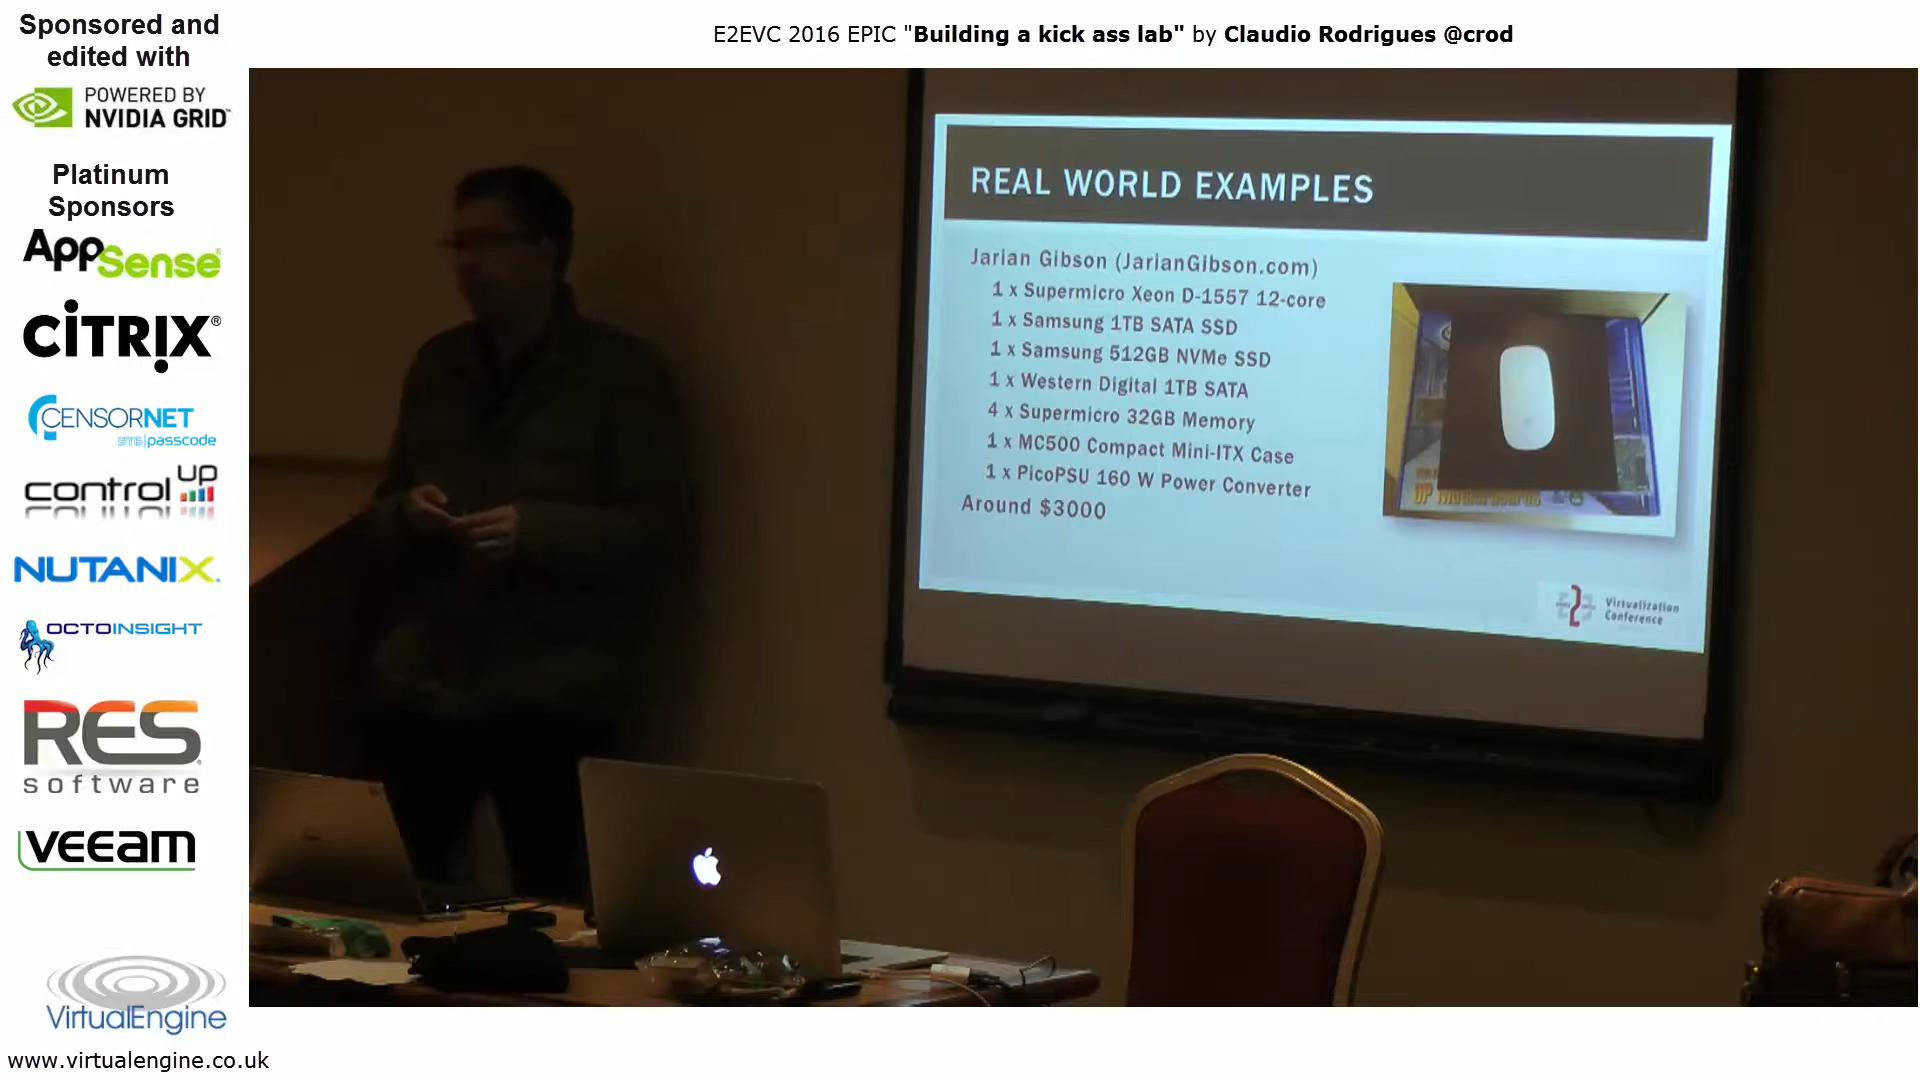 Sponsored and
edited with
POWERED BY
NVIDIA GRID
Platinum
Sponsors
AppSense
CİTRIX®
CENSORNET
SMS|passcode
control UP
NUTANIX
OCTOINSIGHT
RES
software
veeam
VirtualEngine
www.virtualengine.co.uk
E2EVC 2016 EPIC "Building a kick ass lab" by Claudio Rodrigues @crod
REAL WORLD EXAMPLES
Jarian Gibson (JarianGibson.com)
1 x Supermicro Xeon D-1557 12-core
1 x Samsung 1TB SATA SSD
1 x Samsung 512GB NVMe SSD
1 x Western Digital 1TB SATA
4 x Supermicro 32GB Memory
1 x MC500 Compact Mini-ITX Case
1 x PicoPSU 160 W Power Converter
Around $3000
Virtualization
Conference